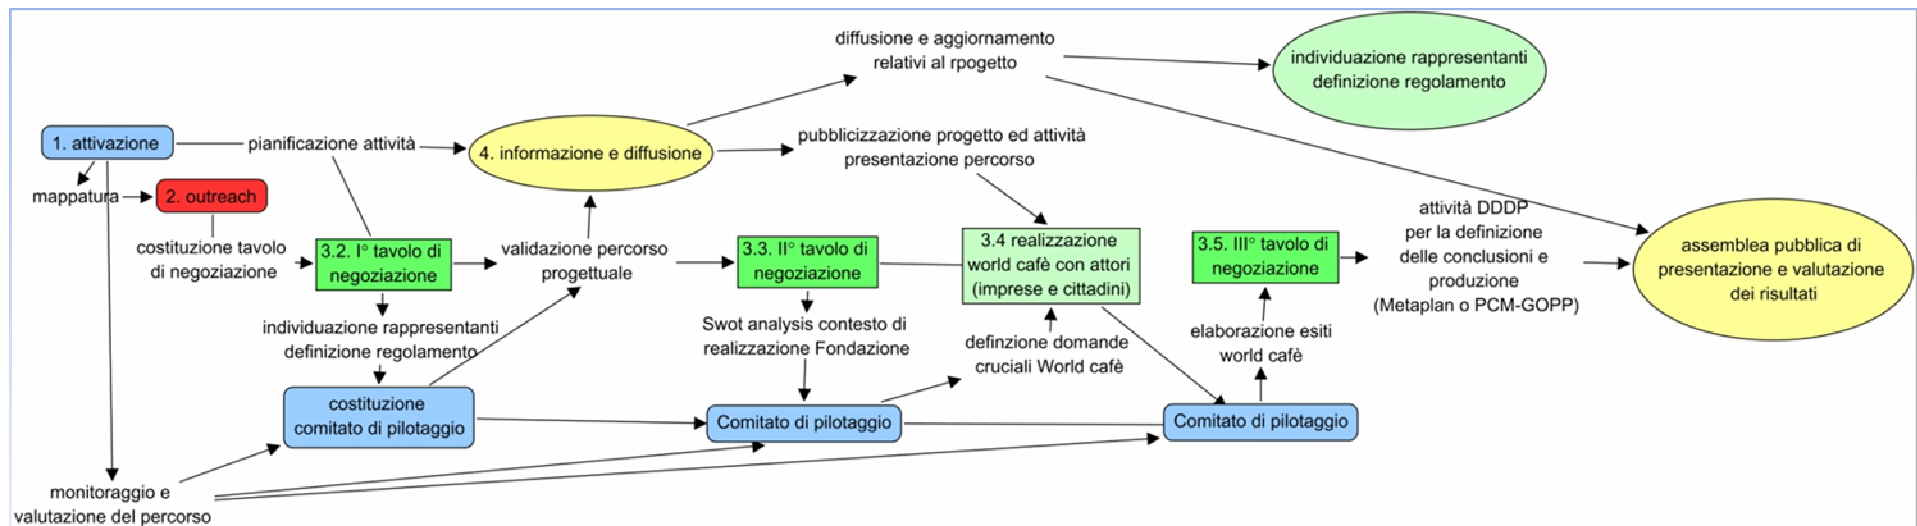 diffusione e aggiornamento
relativi al rpogetto
individuazione rappresentanti
definizione regolamento
1. attivazione
pianificazione attività
4. informazione e diffusione
pubblicizzazione progetto ed attività
presentazione percorso
mappatura
2. outreach
costituzione tavolo
di negoziazione
3.2. I° tavolo di
negoziazione
validazione percorso
progettuale
3.3. II° tavolo di
negoziazione
3.4 realizzazione
world cafè con attori
(imprese e cittadini)
3.5. III° tavolo di
negoziazione
attività DDDP
per la definizione
delle conclusioni e
produzione
(Metaplan o PCM-GOPP)
assemblea pubblica di
presentazione e valutazione
dei risultati
individuazione rappresentanti
definizione regolamento
Swot analysis contesto di
realizzazione Fondazione
definzione domande
cruciali World cafè
elaborazione esiti
world cafè
costituzione
comitato di pilotaggio
Comitato di pilotaggio
Comitato di pilotaggio
monitoraggio e
valutazione del percorso